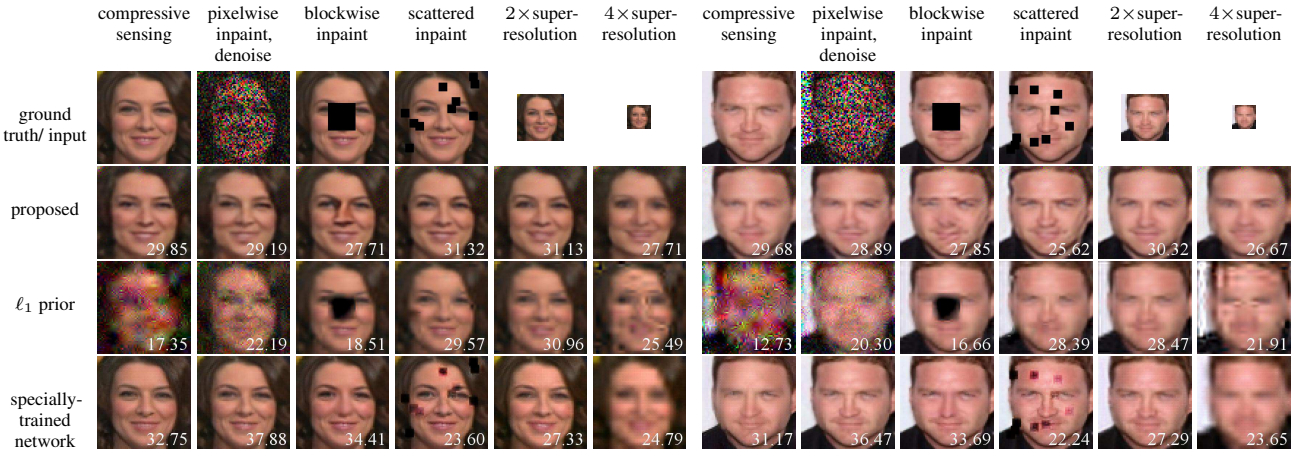 compressive sensing pixelwise inpaint, denoise blockwise inpaint scattered inpaint 2×super-resolution 4×super-resolution compressive sensing pixelwise inpaint, denoise blockwise inpaint scattered inpaint 2×super-resolution 4×super-resolution
ground
truth/ input
proposed 29.85 29.19 27.71 31.32 31.13 27.71 29.68 28.89 27.85 25.62 30.32 26.67
ℓ₁ prior 17.35 22.19 18.51 29.57 30.96 25.49 12.73 20.30 16.66 28.39 28.47 21.91
specially-
trained
network 32.75 37.88 34.41 23.60 27.33 24.79 31.17 36.47 33.69 22.24 27.29 23.65